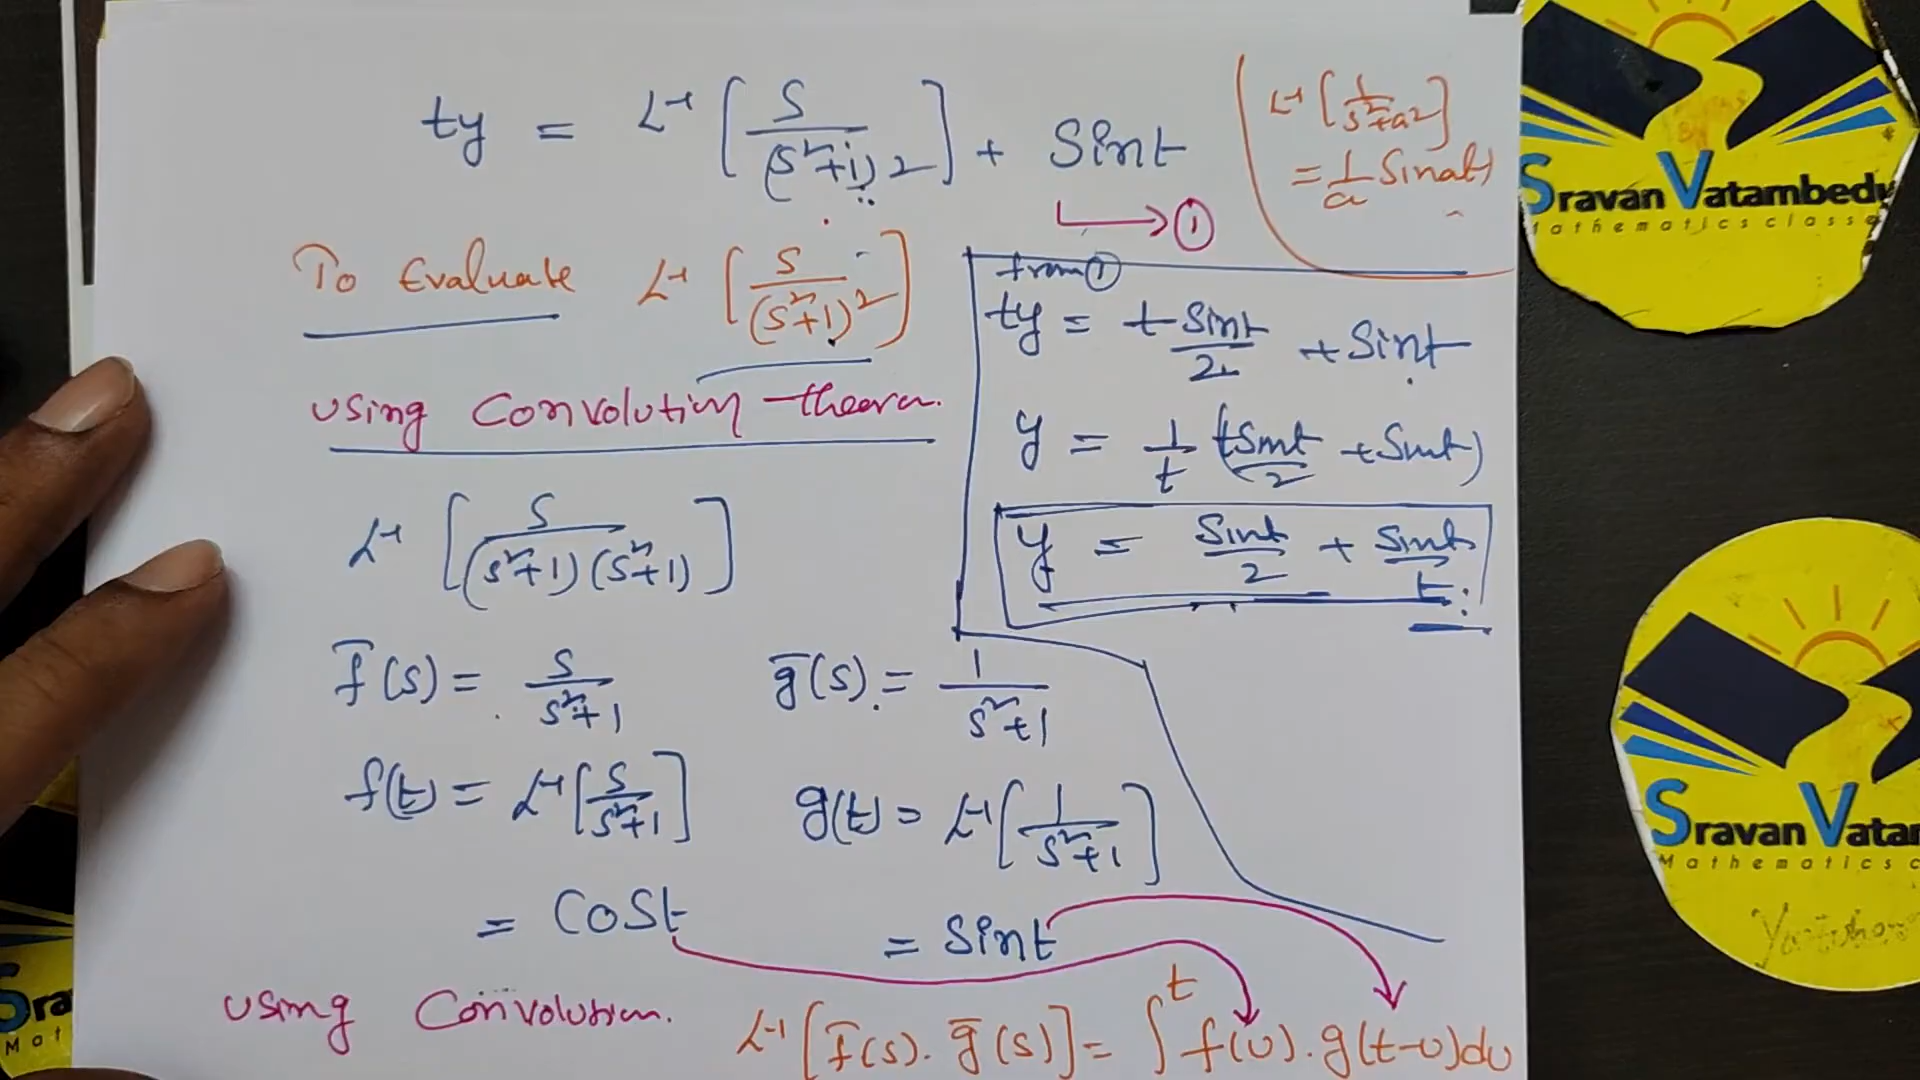 ty = L⁻¹ [ S / (S²+1)2 ] + Sint
→ ①
L⁻¹ [ 1 / S²+a2 ]
= 1/a Sinat
To Evaluate L⁻¹ [ S / (S²+1)² ]
using Convolution theorem.
L⁻¹ [ S / (S²+1)(S²+1) ]
f̄(S) = S / S²+1
ḡ(S) = 1 / S²+1
f(t) = L⁻¹ [ S / S²+1 ]
g(t) = L⁻¹ [ 1 / S²+1 ]
= Cost
= Sint
using Convolution.
L⁻¹ [ f̄(S). ḡ(S) ] = ∫ᵗ f(u). g(t-u)du
from ①
ty = t Sint / 2 + Sint
y = 1/t ( tSint / 2 + Sint )
y = Sint / 2 + Sint / t
Sravan Vatambedu
Mathematics classe
Sravan Vatam
Mathematics c
Sra
Mat